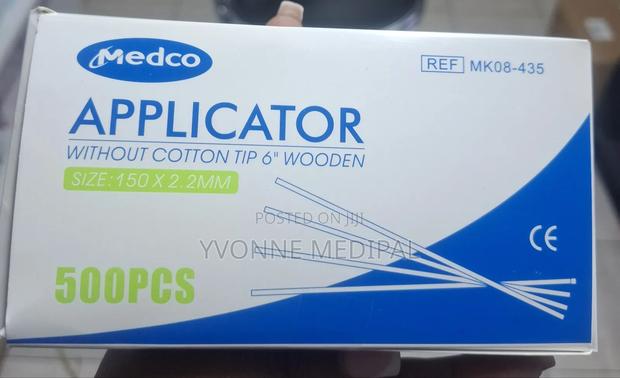 Medco
REF MK08-435
APPLICATOR
WITHOUT COTTON TIP 6" WOODEN
SIZE: 150 X 2.2MM
POSTED ON JIJI
YVONNE MEDIPAL
CE
500PCS